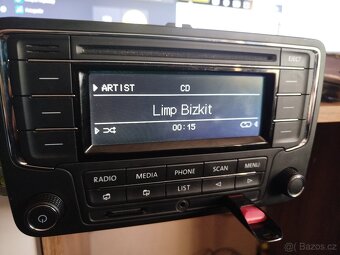 EJECT
ARTIST CD
Limp Bizkit
00:15
RADIO MEDIA PHONE SCAN MENU
LIST
bazos.cz